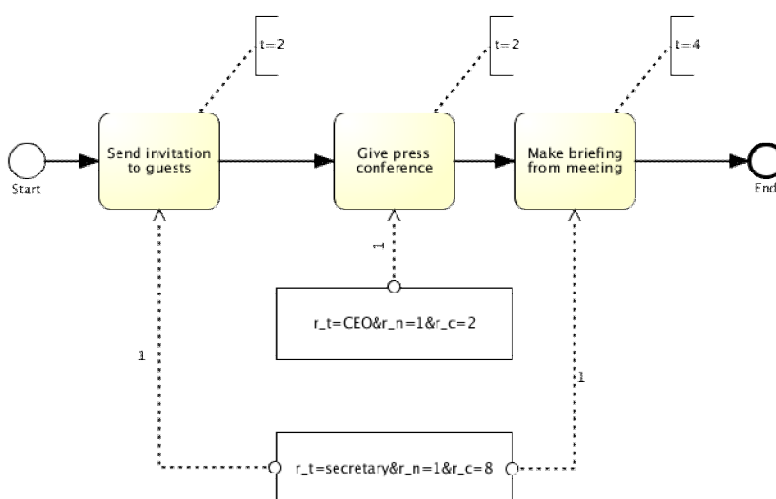 t=2
t=2
t=4
Send invitation
to guests
Give press
conference
Make briefing
from meeting
Start
End
1
r_t=CEO&r_n=1&r_c=2
1
1
r_t=secretary&r_n=1&r_c=8